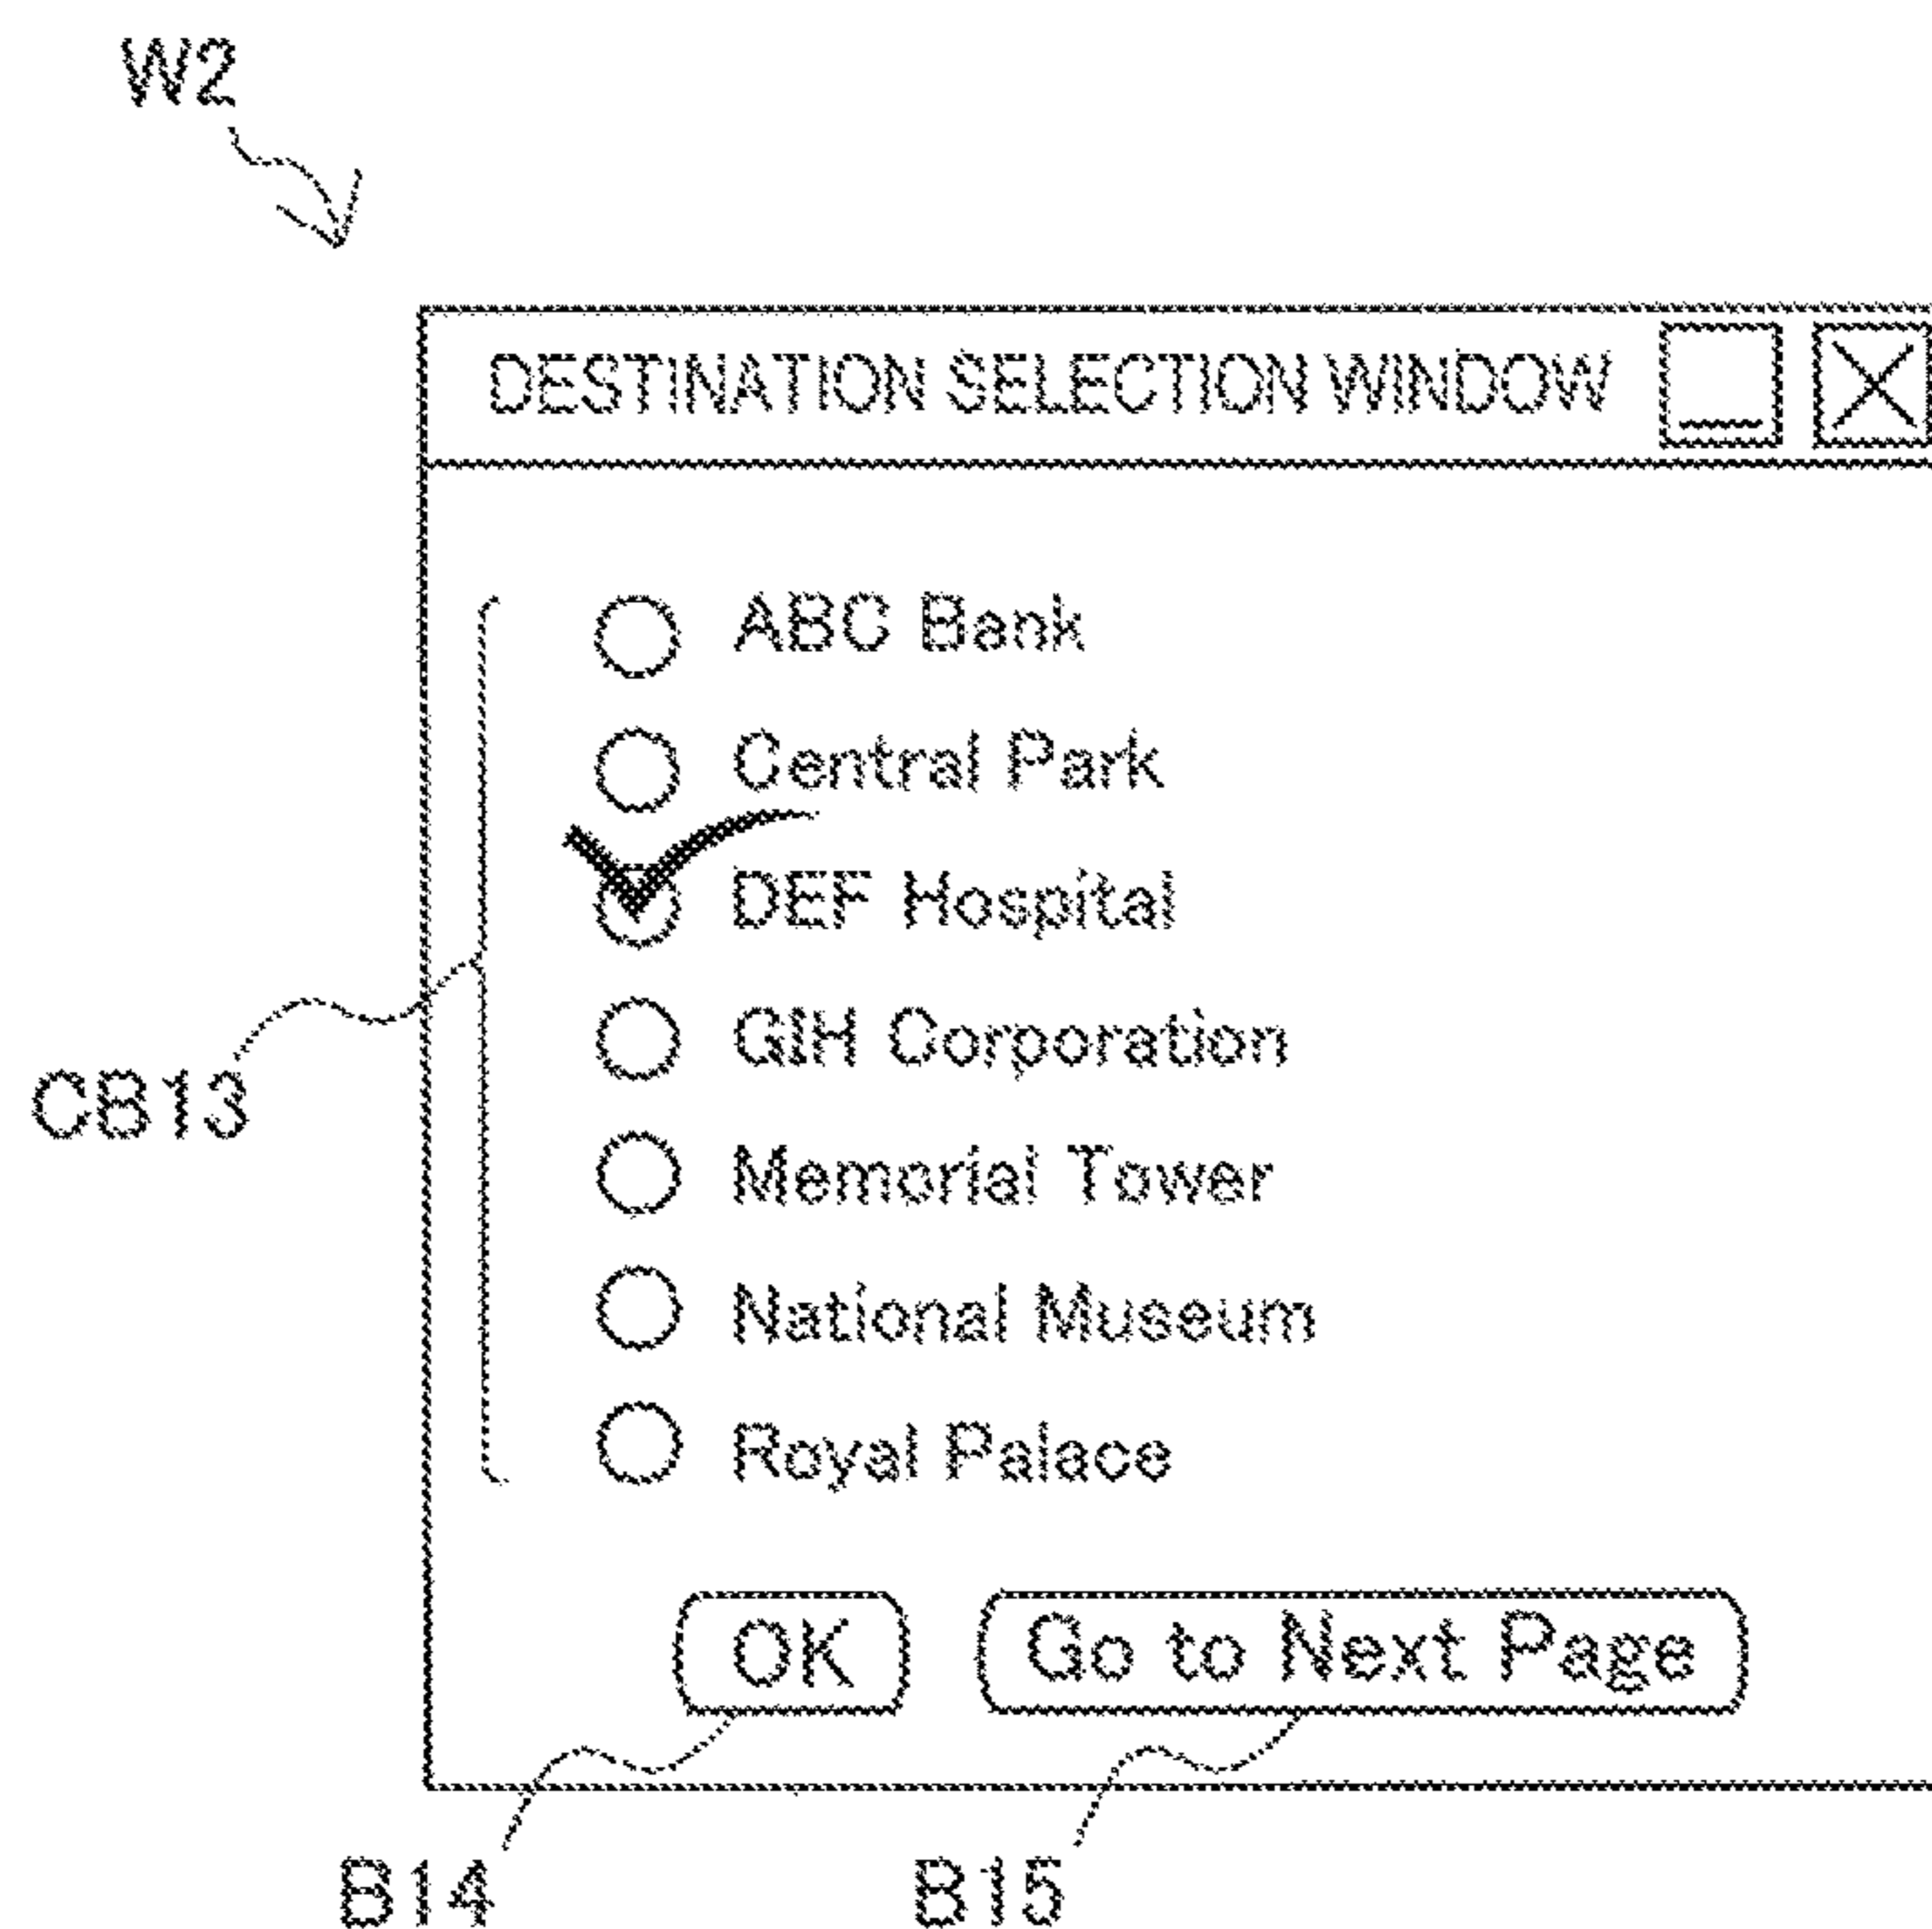 W2
DESTINATION SELECTION WINDOW
ABC Bank
Central Park
DEF Hospital
GIH Corporation
CB13
Memorial Tower
National Museum
Royal Palace
OK Go to Next Page
B14 B15